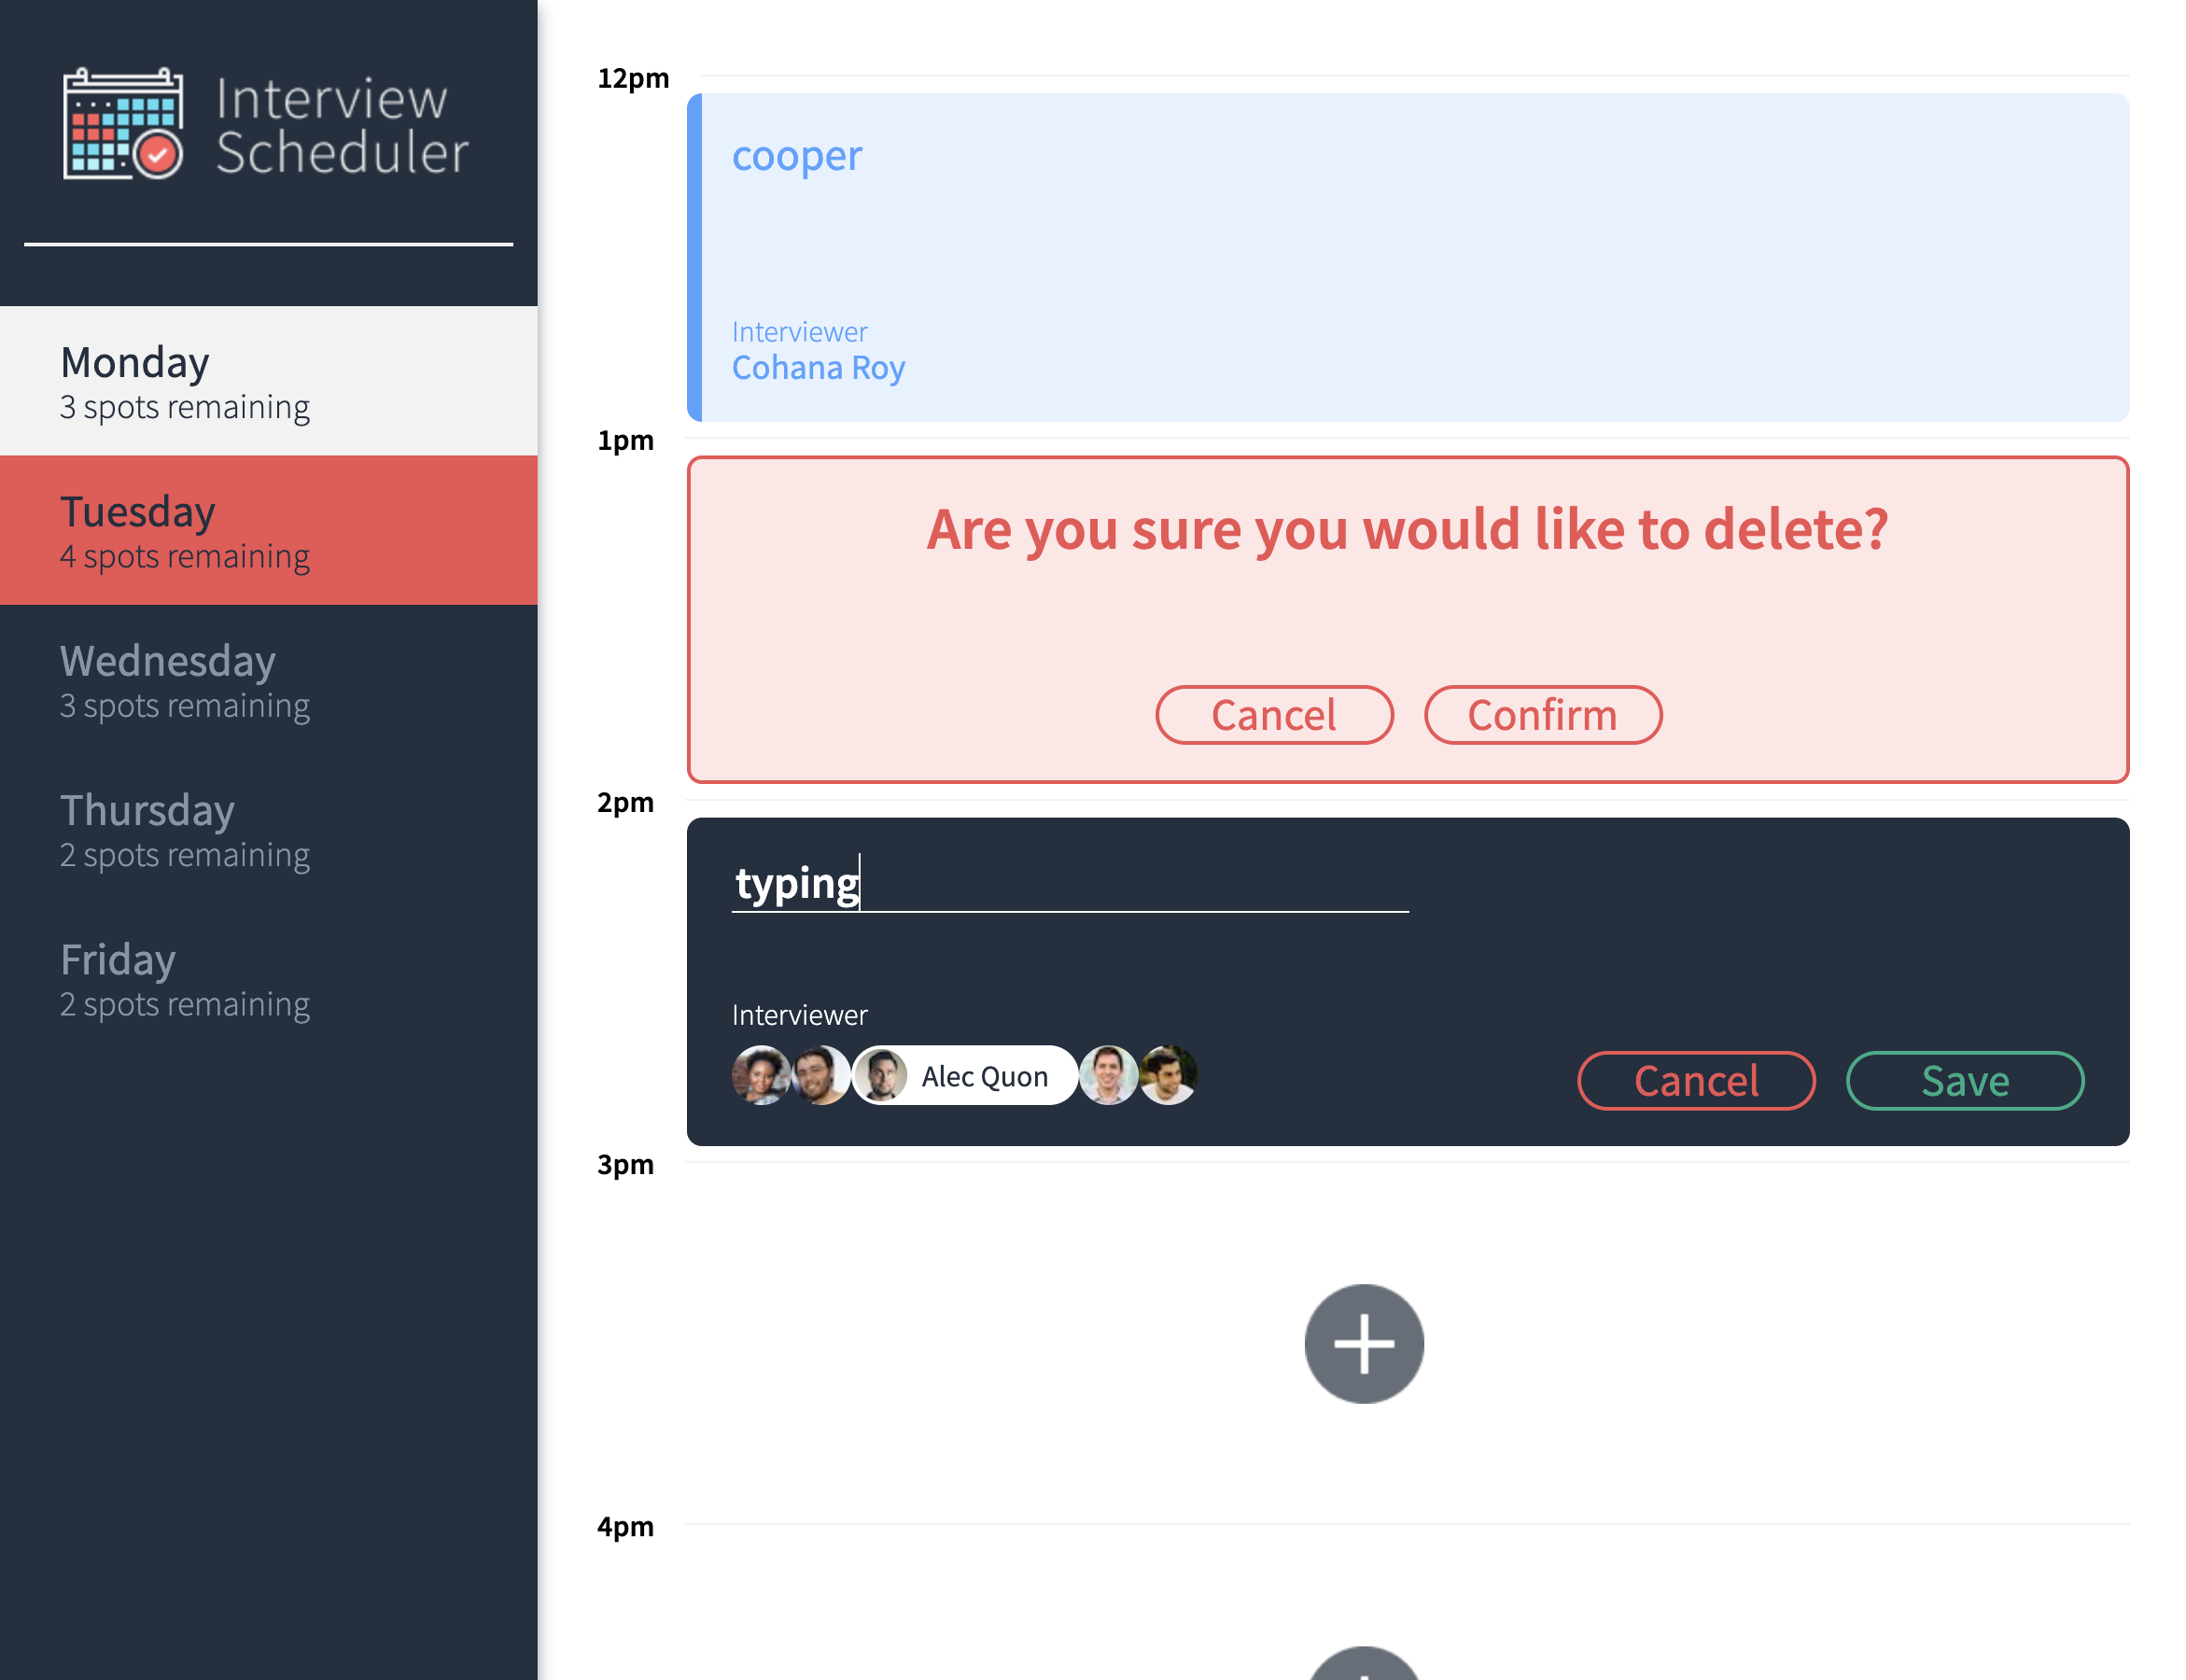 Interview
Scheduler
Monday
3 spots remaining
Tuesday
4 spots remaining
Wednesday
3 spots remaining
Thursday
2 spots remaining
Friday
2 spots remaining
12pm
cooper
Interviewer
Cohana Roy
1pm
Are you sure you would like to delete?
Cancel Confirm
2pm
typing
Interviewer
Alec Quon
Cancel Save
3pm
4pm